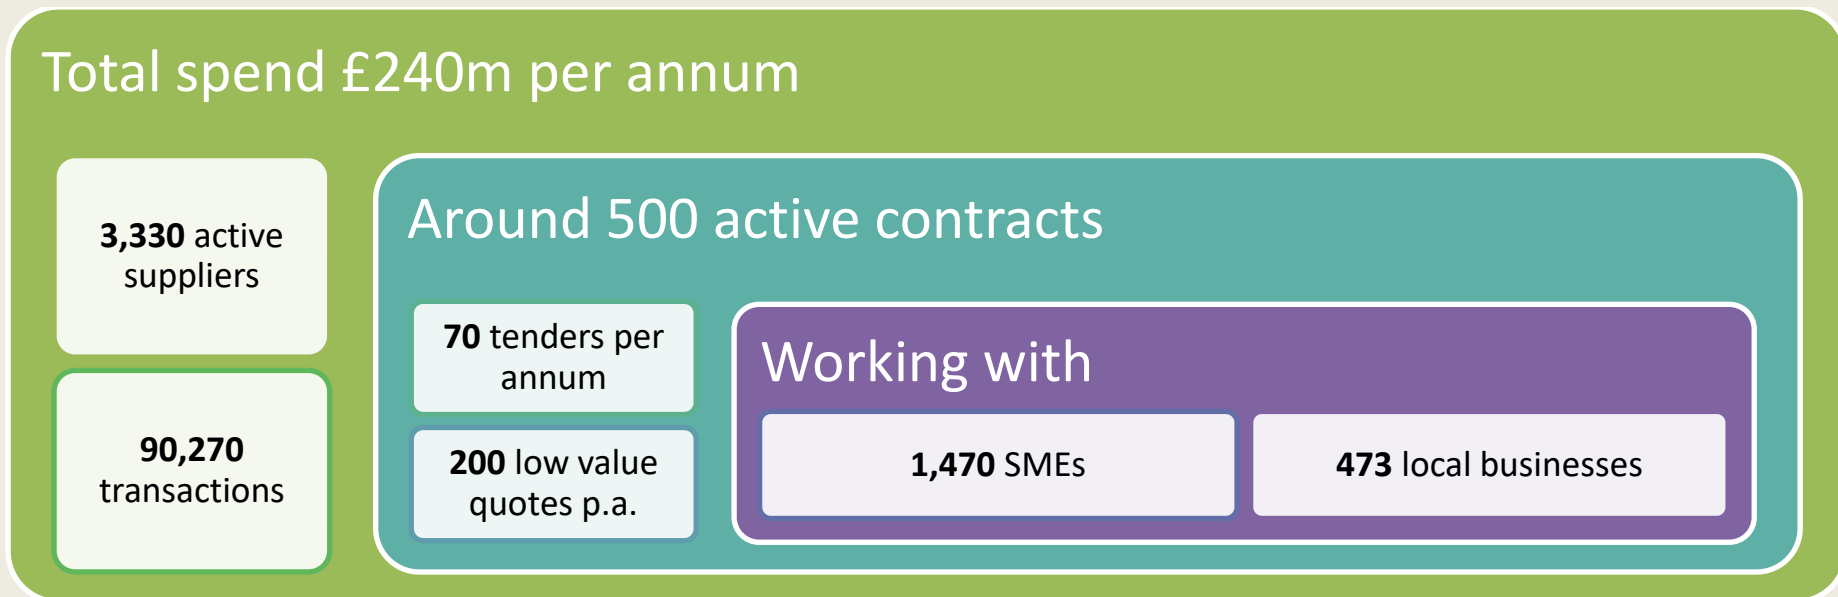 Total spend £240m per annum
3,330 active
suppliers
90,270
transactions
Around 500 active contracts
70 tenders per
annum
200 low value
quotes p.a.
Working with
1,470 SMEs
473 local businesses